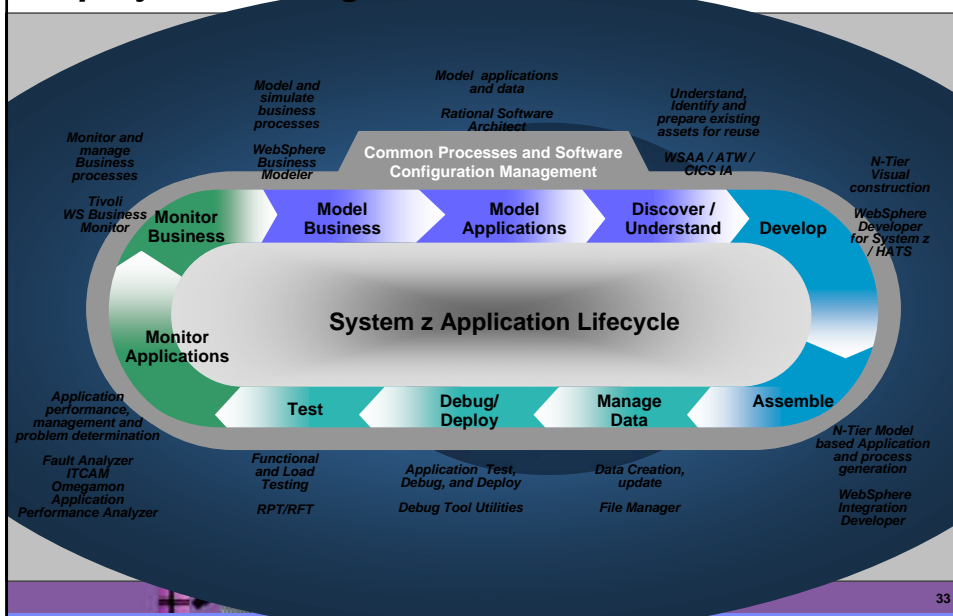 Model and
simulate
business
processes
WebSphere
Business
Modeler
Model applications
and data
Rational Software
Architect
Understand,
Identify and
prepare existing
assets for reuse
WSAA / ATW /
CICS IA
Monitor and
manage
Business
processes
Tivoli
WS Business
Monitor
N-Tier
Visual
construction
WebSphere
Developer
for System z
/ HATS
Common Processes and Software
Configuration Management
Monitor
Business
Model
Business
Model
Applications
Discover /
Understand
Develop
System z Application Lifecycle
Monitor
Applications
Test
Debug/
Deploy
Manage
Data
Assemble
Application
performance,
management and
problem determination
Fault Analyzer
ITCAM
Omegamon
Application
Performance Analyzer
Functional
and Load
Testing
RPT/RFT
Application Test,
Debug, and Deploy
Debug Tool Utilities
Data Creation,
update
File Manager
N-Tier Model
based Application
and process
generation
WebSphere
Integration
Developer
33